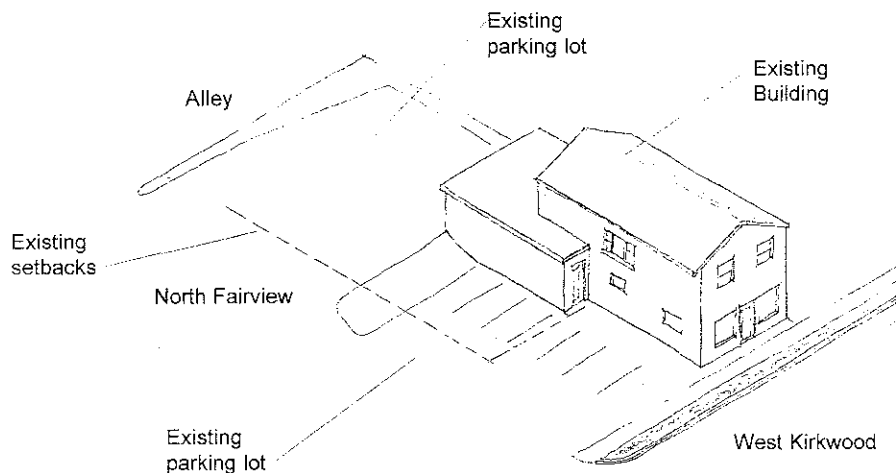 Existing
parking lot
Alley
Existing
Building
Existing
setbacks
North Fairview
Existing
parking lot
West Kirkwood